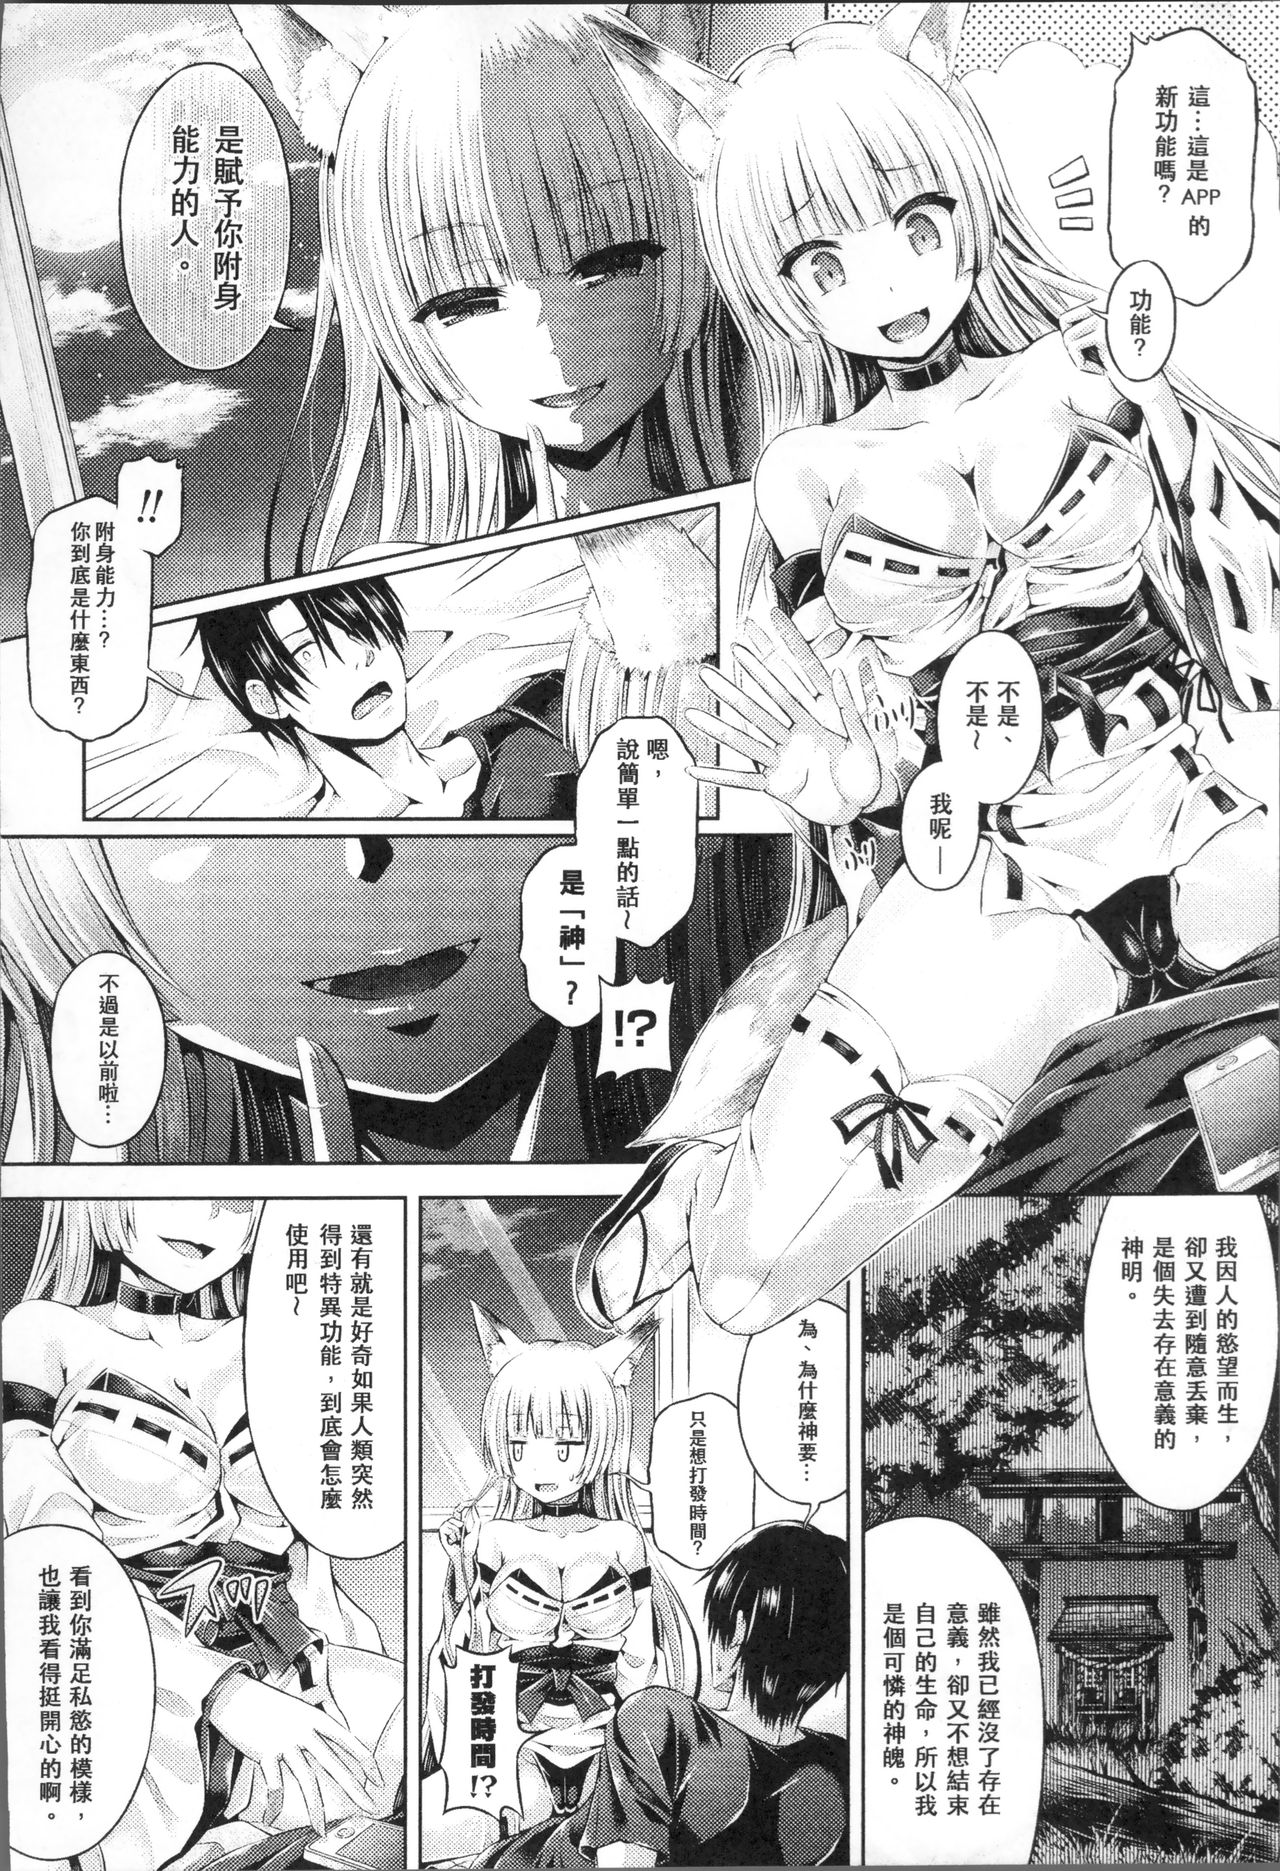 這…這是APP的
新功能嗎？
功能？
不是、
不是～
我呢—
是賦予你附身
能力的人。
!!
附身能力…？
你到底是什麼東西？
嗯，
說簡單一點的話～
是「神」？
!?
不過是以前啦…
我因人的慾望而生，
卻又遭到隨意丟棄，
是個失去存在意義的
神明。
雖然我已經沒了存在
意義，卻又不想結束
自己的生命，所以我
是個可憐的神魄。
為、為什麼神要…
只是想打發時間？
打發時間!?
還有就是好奇如果人類突然
得到特異功能，到底會怎麼
使用吧～
看到你滿足私慾的模樣，
也讓我看得挺開心的啊。